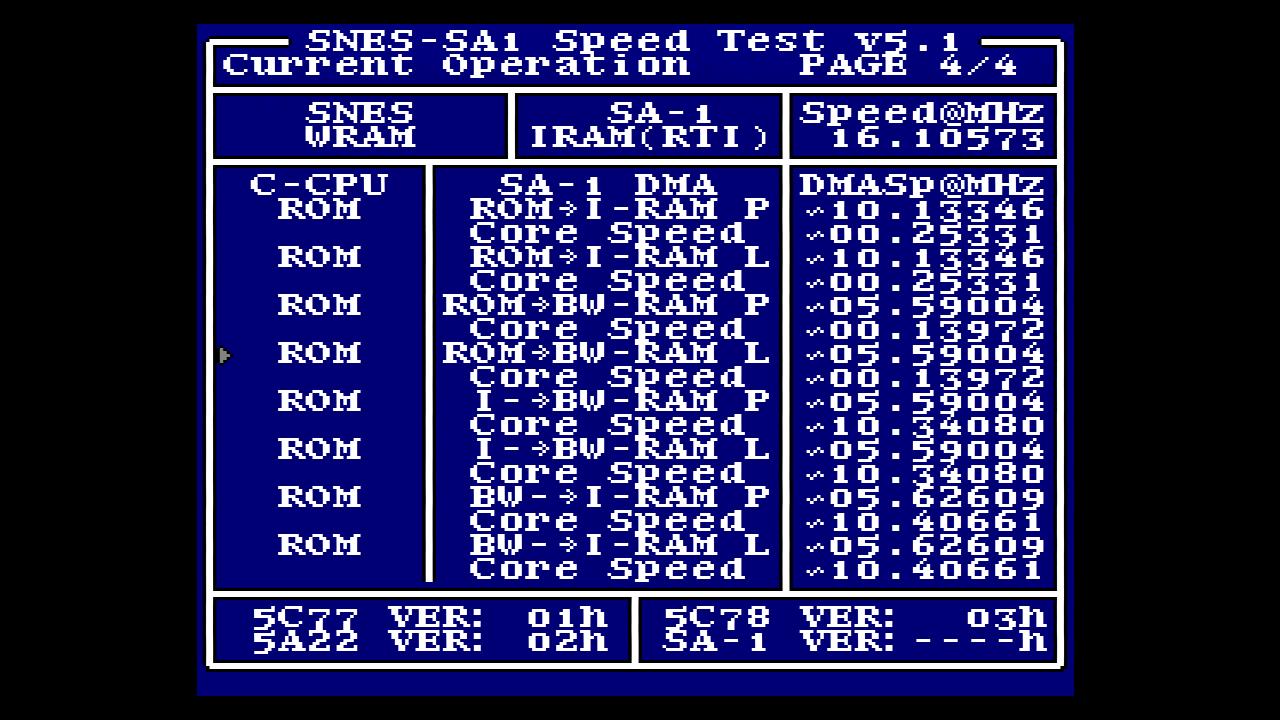 SNES-SA1 Speed Test v5.1
Current Operation PAGE 4/4
SNES SA-1 Speed@MHz
WRAM IRAM(RTI) 16.10573
C-CPU SA-1 DMA DMASp@MHz
ROM ROM→I-RAM P ~10.13346
Core Speed ~00.25331
ROM ROM→I-RAM L ~10.13346
Core Speed ~00.25331
ROM ROM→BW-RAM P ~05.59004
Core Speed ~00.13972
ROM ROM→BW-RAM L ~05.59004
Core Speed ~00.13972
ROM I-→BW-RAM P ~05.59004
Core Speed ~10.34080
ROM I-→BW-RAM L ~05.59004
Core Speed ~10.34080
ROM BW-→I-RAM P ~05.62609
Core Speed ~10.40661
ROM BW-→I-RAM L ~05.62609
Core Speed ~10.40661
5C77 VER: 01h 5C78 VER: 03h
5A22 VER: 02h SA-1 VER: ----h